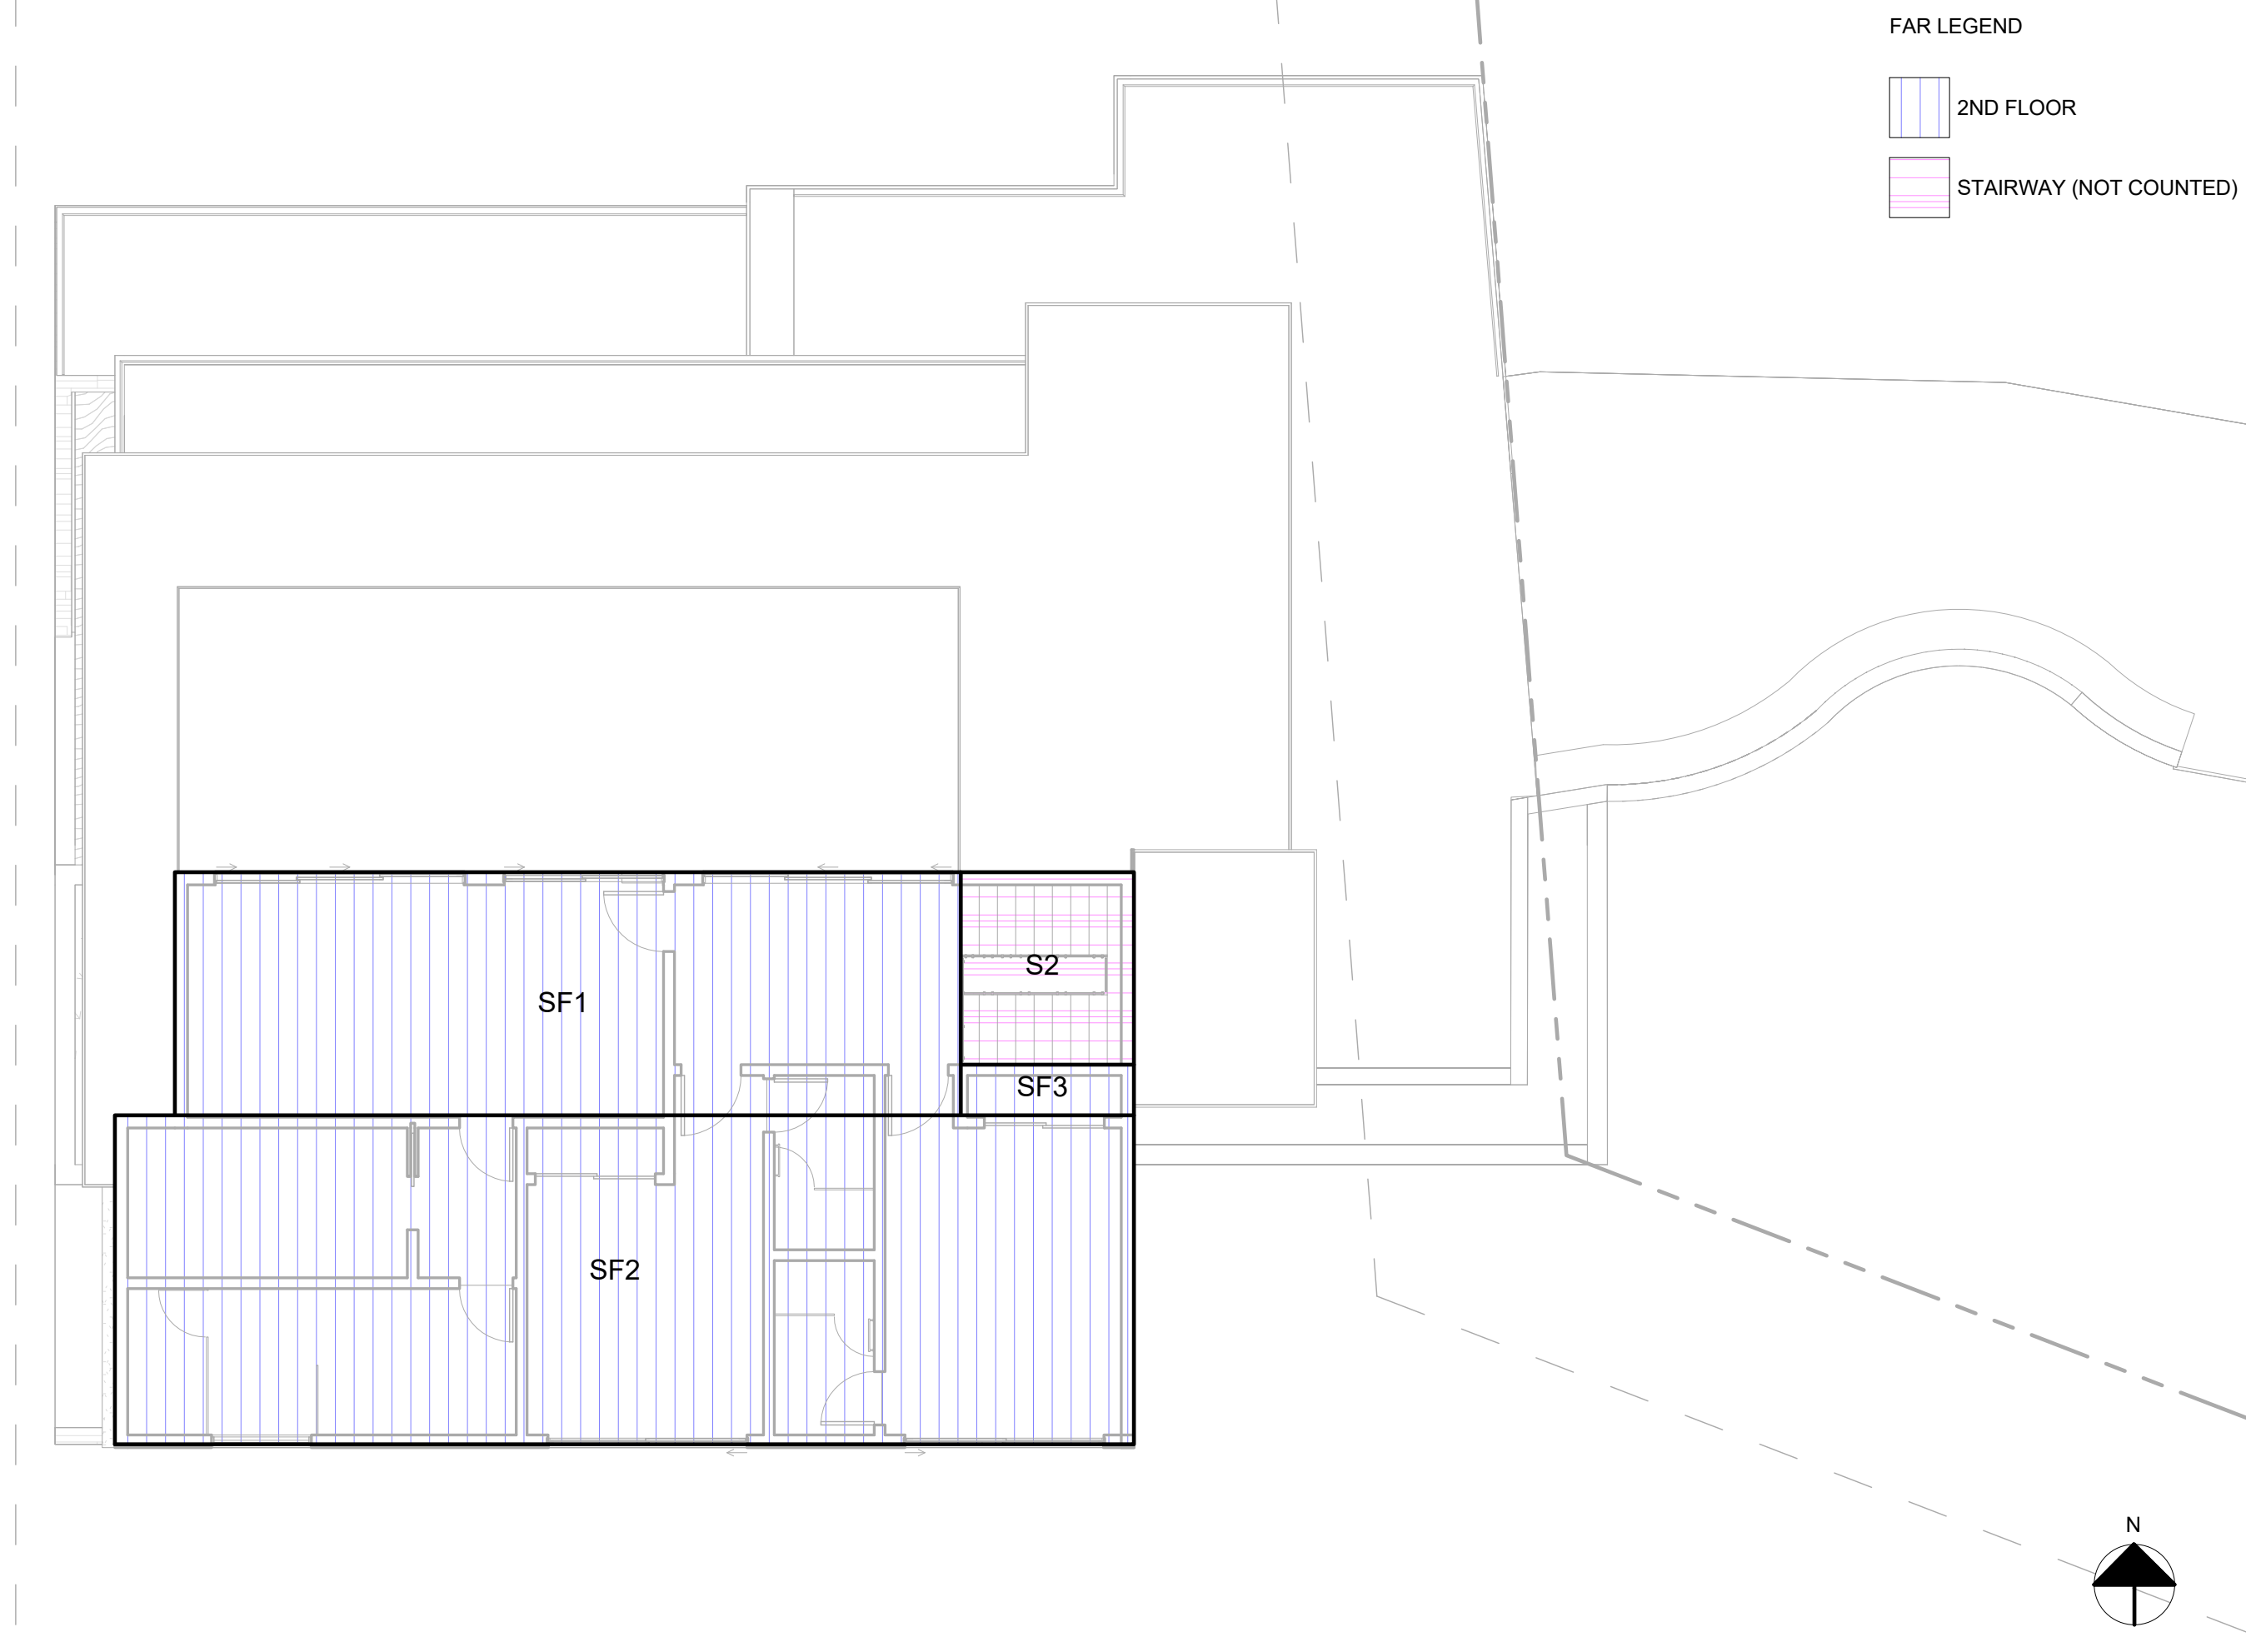 FAR LEGEND
2ND FLOOR
STAIRWAY (NOT COUNTED)
S2
SF1
SF3
SF2
N